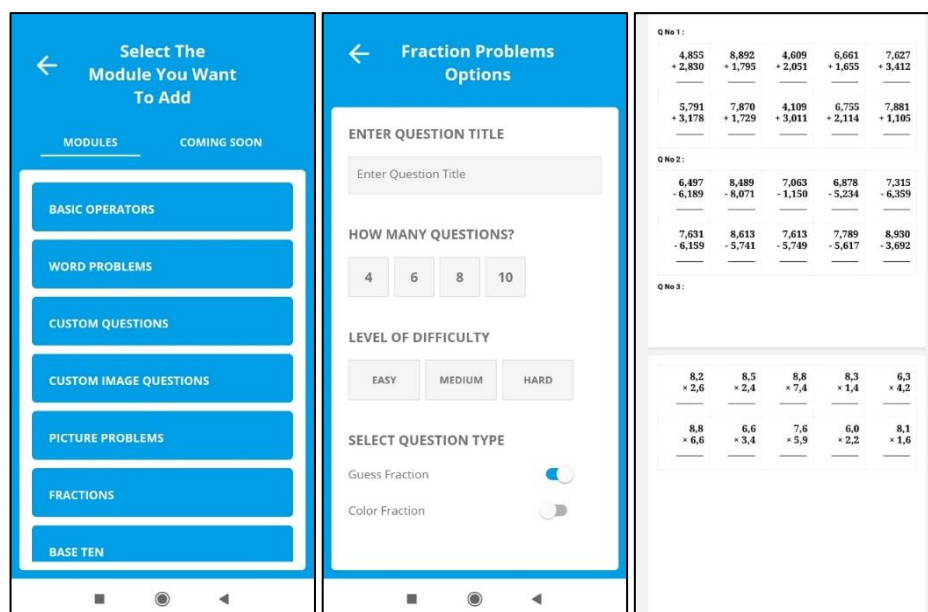 Select The
Module You Want
To Add
MODULES COMING SOON
BASIC OPERATORS
WORD PROBLEMS
CUSTOM QUESTIONS
CUSTOM IMAGE QUESTIONS
PICTURE PROBLEMS
FRACTIONS
BASE TEN
Fraction Problems
Options
ENTER QUESTION TITLE
Enter Question Title
HOW MANY QUESTIONS?
4 6 8 10
LEVEL OF DIFFICULTY
EASY MEDIUM HARD
SELECT QUESTION TYPE
Guess Fraction
Color Fraction
Q No 1 :
4,855 8,892 4,609 6,661 7,627
+ 2,830 + 1,795 + 2,051 + 1,655 + 3,412
5,791 7,870 4,109 6,755 7,881
+ 3,178 + 1,729 + 3,011 + 2,114 + 1,105
Q No 2 :
6,497 8,489 7,063 6,878 7,315
- 6,189 - 8,071 - 1,150 - 5,234 - 6,359
7,631 8,613 7,613 7,789 8,930
- 6,159 - 5,741 - 5,749 - 5,617 - 3,692
Q No 3 :
8,2 8,5 8,8 8,3 6,3
× 2,6 × 2,4 × 7,4 × 1,4 × 4,2
8,8 6,6 7,6 6,0 8,1
× 6,6 × 3,4 × 5,9 × 2,2 × 1,6